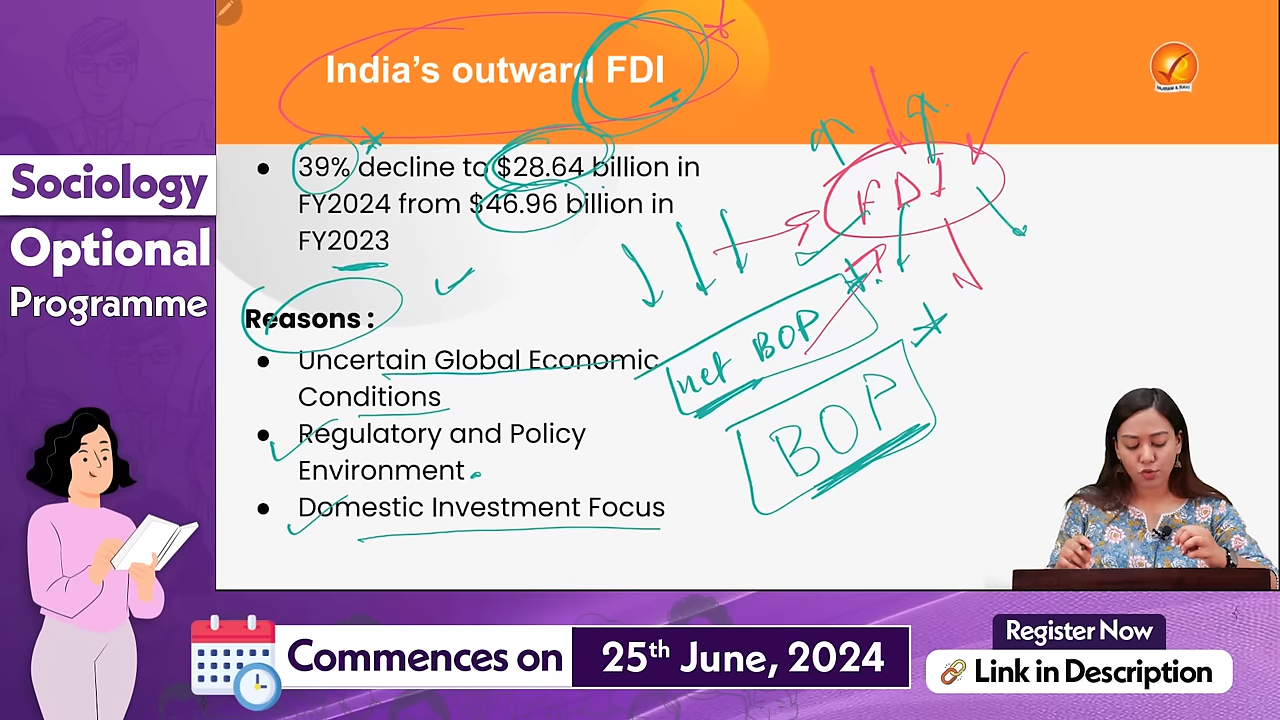 India's outward FDI
39% decline to $28.64 billion in
FY2024 from $46.96 billion in
FY2023
Reasons :
Uncertain Global Economic
Conditions
Regulatory and Policy
Environment
Domestic Investment Focus
FDI
net BOP
BOP
Sociology
Optional
Programme
Commences on
25th June, 2024
Register Now
Link in Description